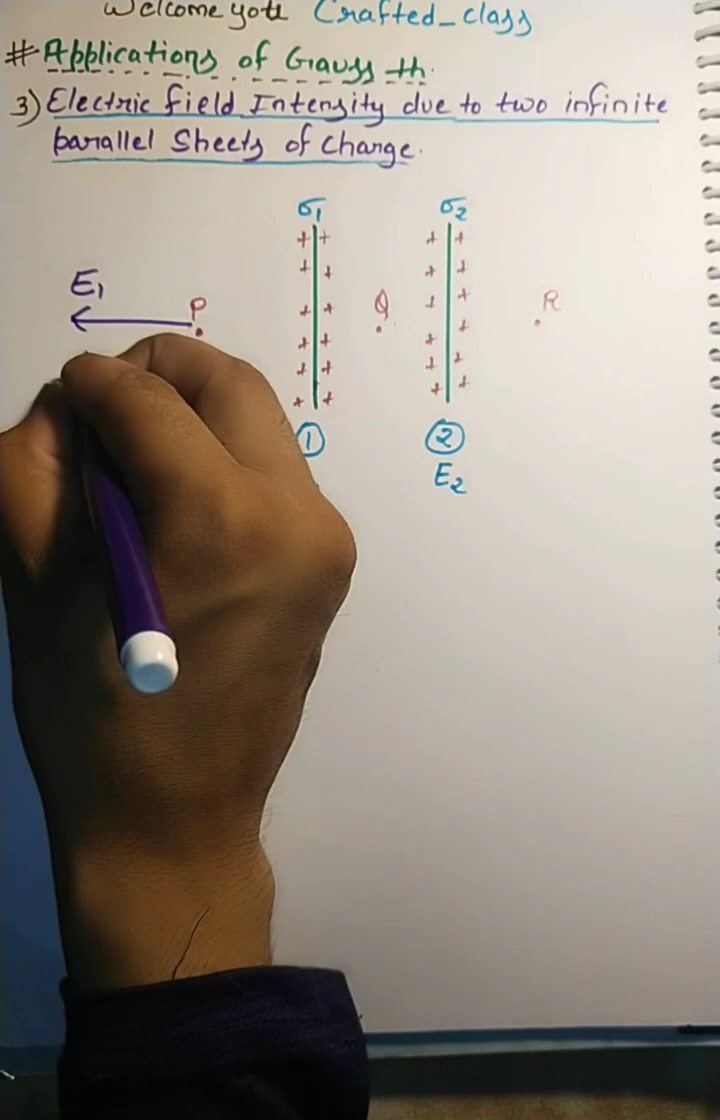 Welcome you Crafted_class
#Applications of Gauss th.
3) Electric field Intensity due to two infinite
parallel Sheets of Charge.
σ1 σ2
E1
P Q R
1 2
E2